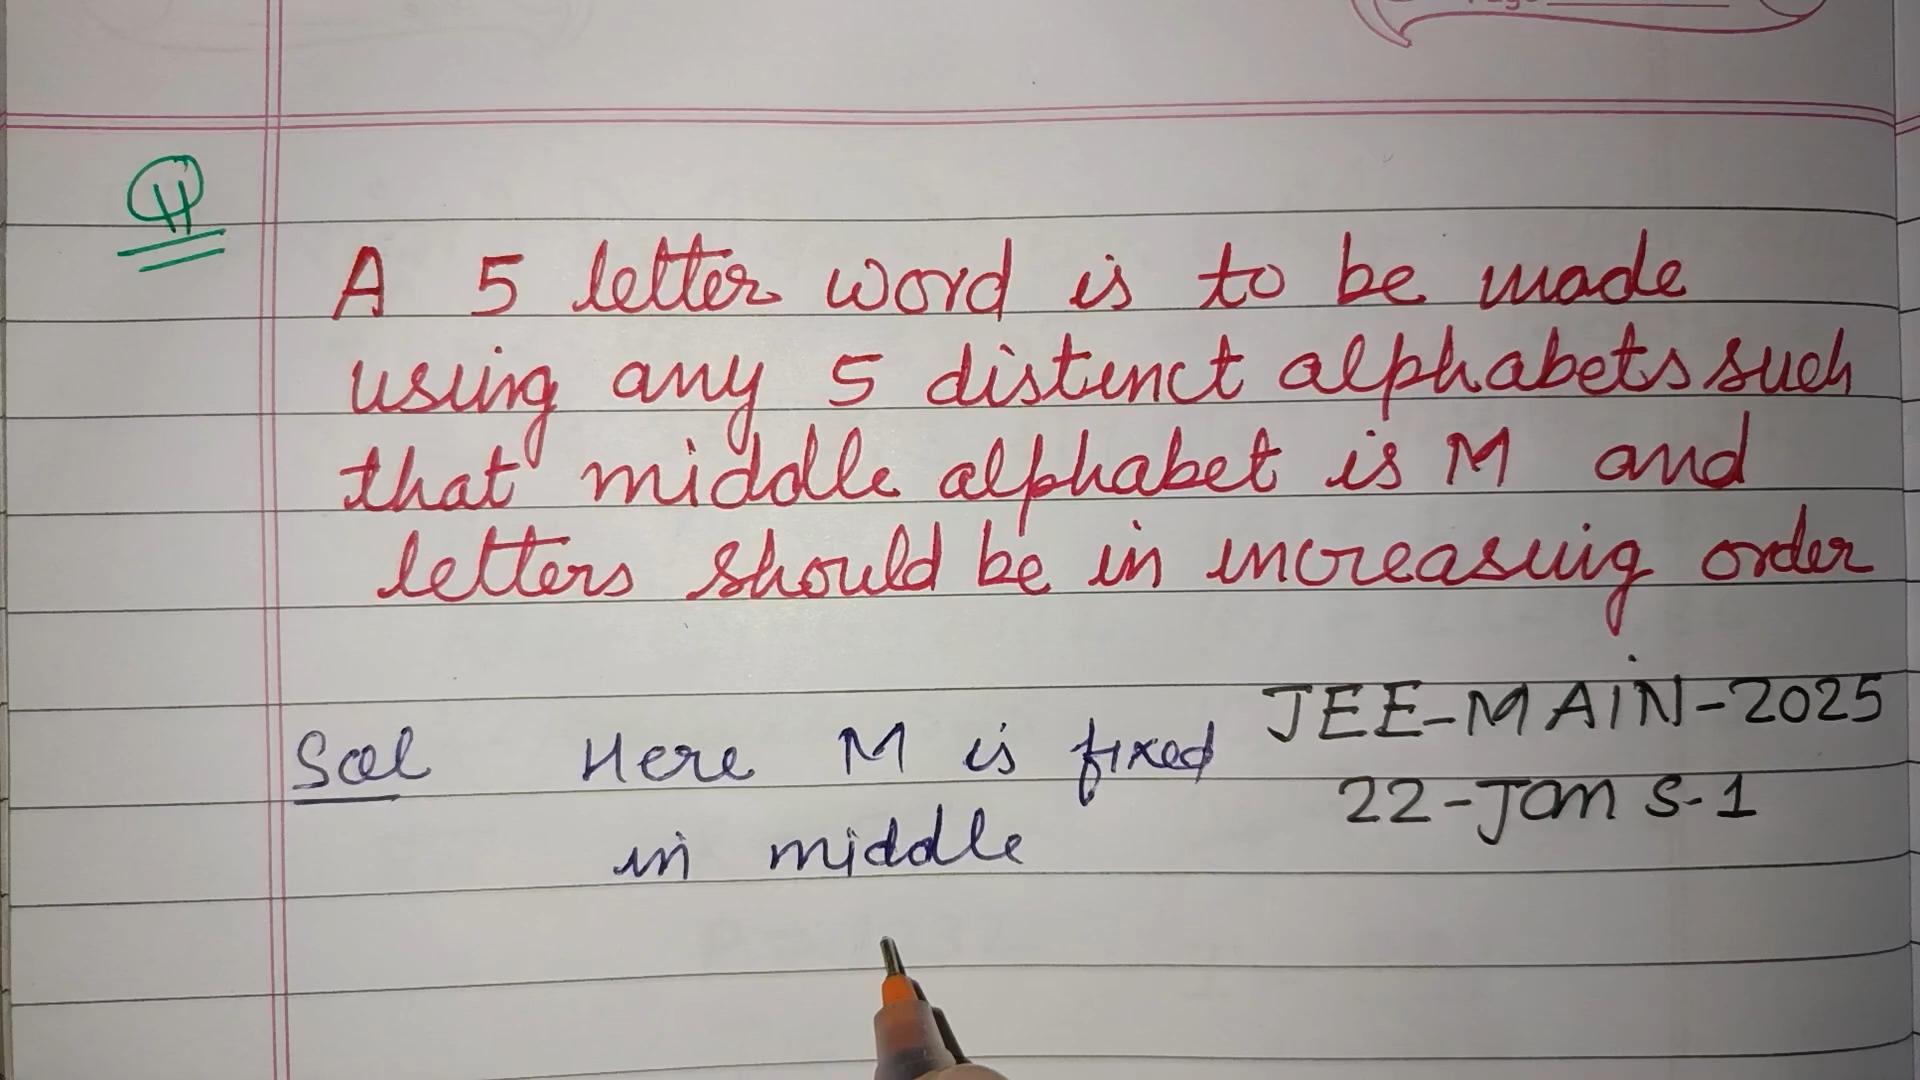 Q
A 5 letter word is to be made
using any 5 distinct alphabets such
that middle alphabet is M and
letters should be in increasing order
JEE-MAIN-2025
Sol Here M is fixed
22-Jan S-1
in middle